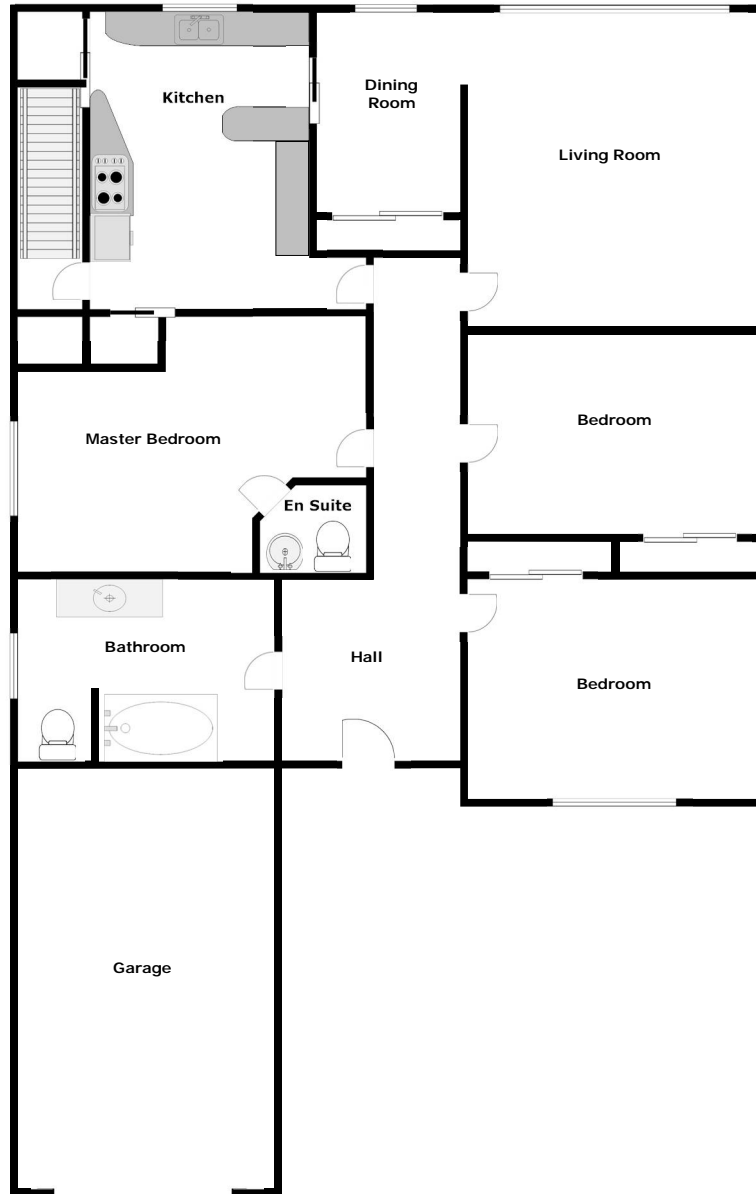 Kitchen
Dining
Room
Living Room
Master Bedroom
Bedroom
En Suite
Bathroom
Hall
Bedroom
Garage